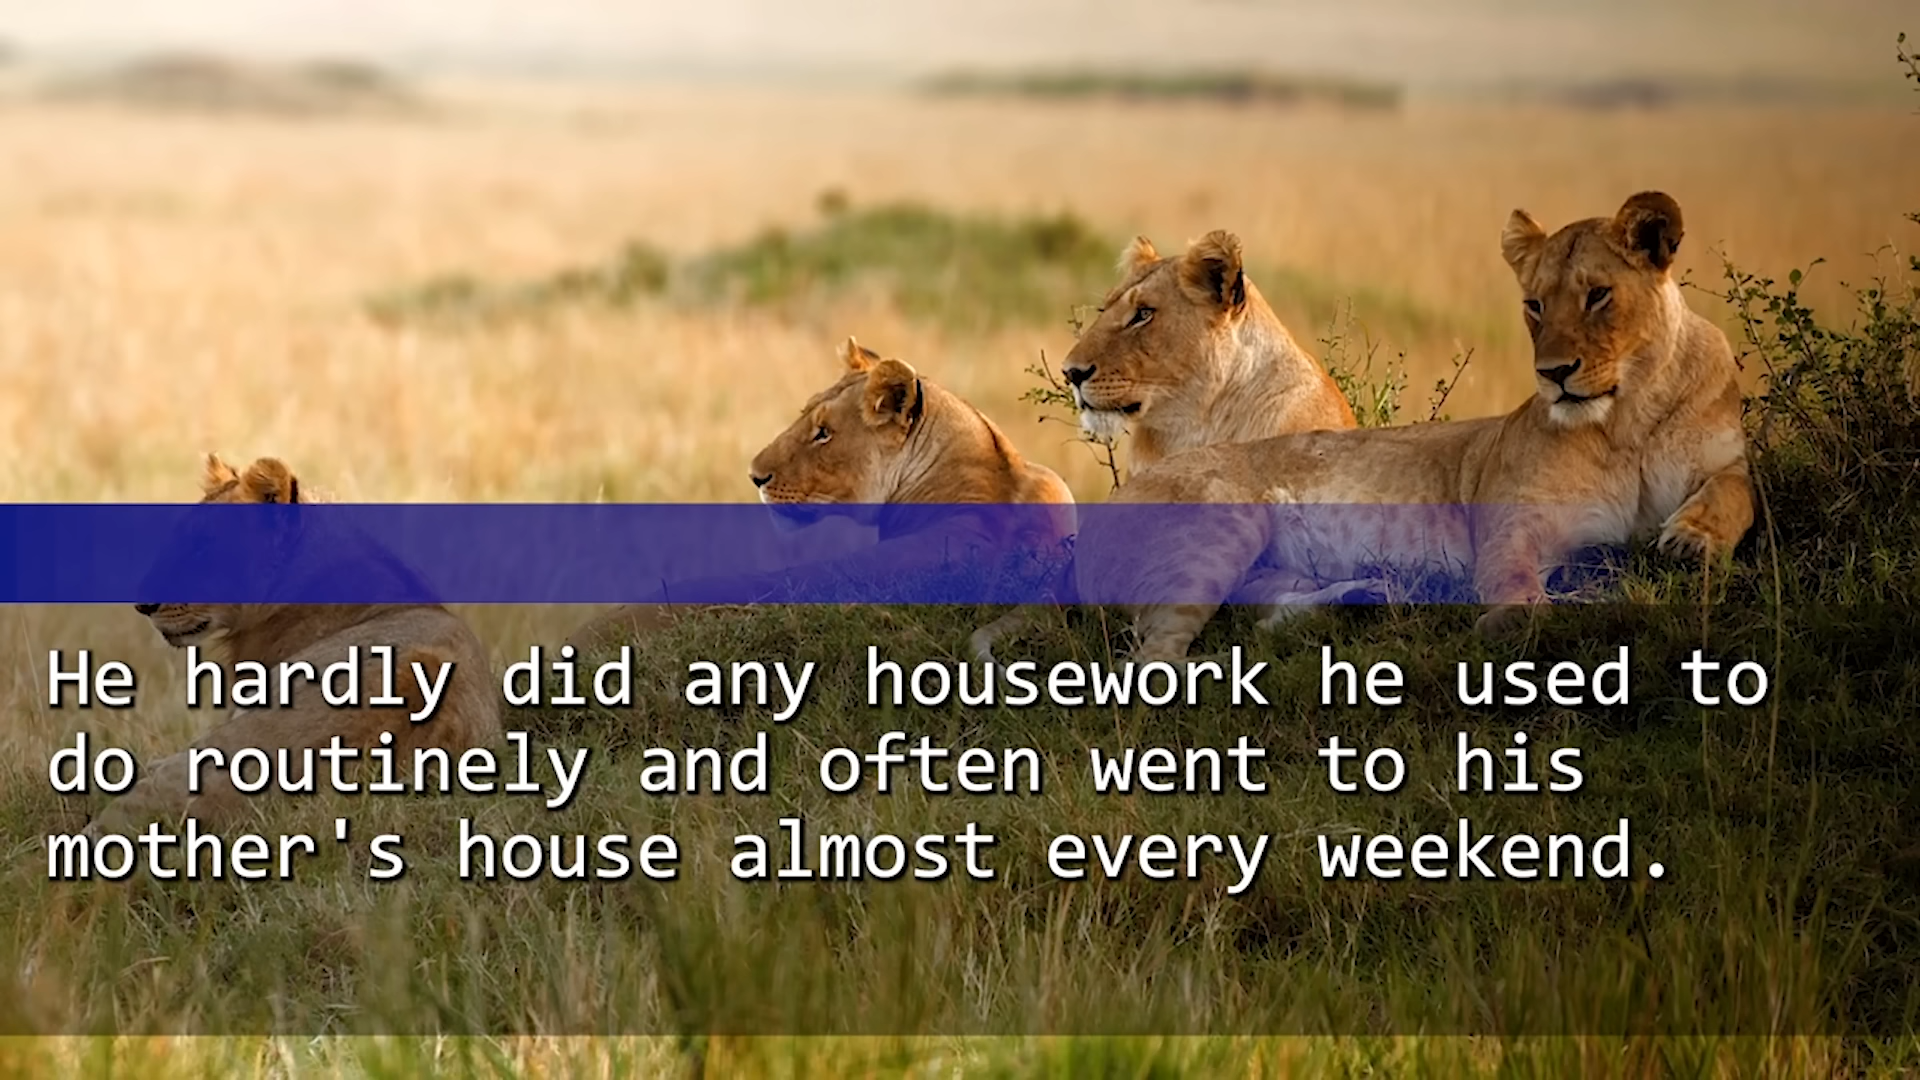 He hardly did any housework he used to
do routinely and often went to his
mother's house almost every weekend.